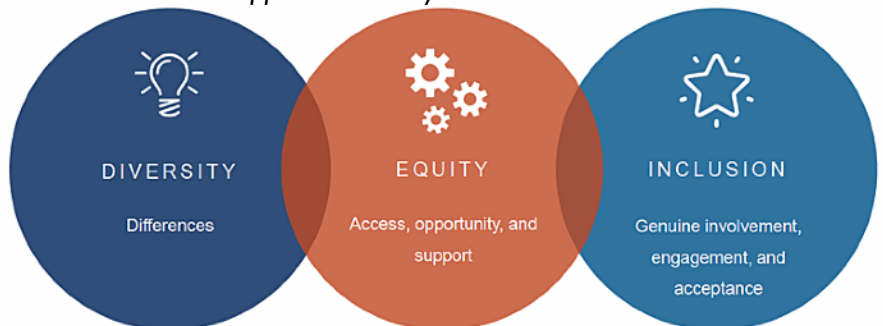 DIVERSITY
Differences
EQUITY
Access, opportunity, and
support
INCLUSION
Genuine involvement,
engagement, and
acceptance